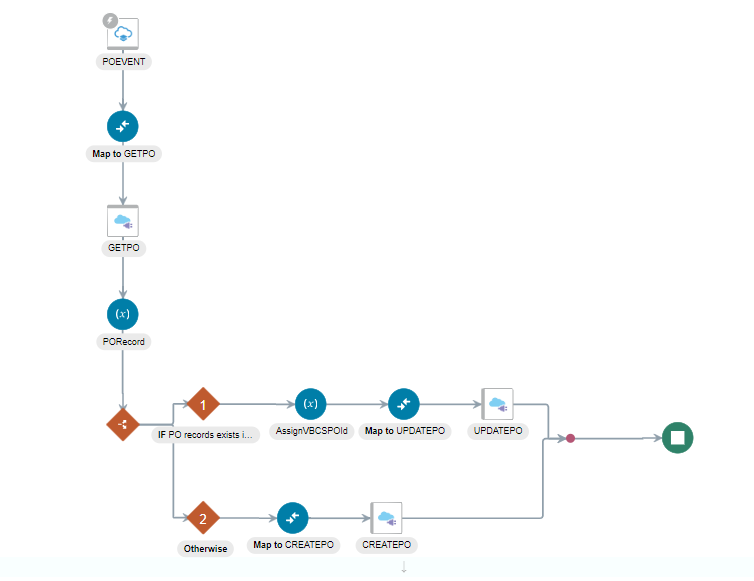 POEVENT
Map to GETPO
GETPO
(x)
PORecord
1
(x)
IF PO records exists i...
AssignVBCSPOId
Map to UPDATEPO
UPDATEPO
2
Otherwise
Map to CREATEPO
CREATEPO